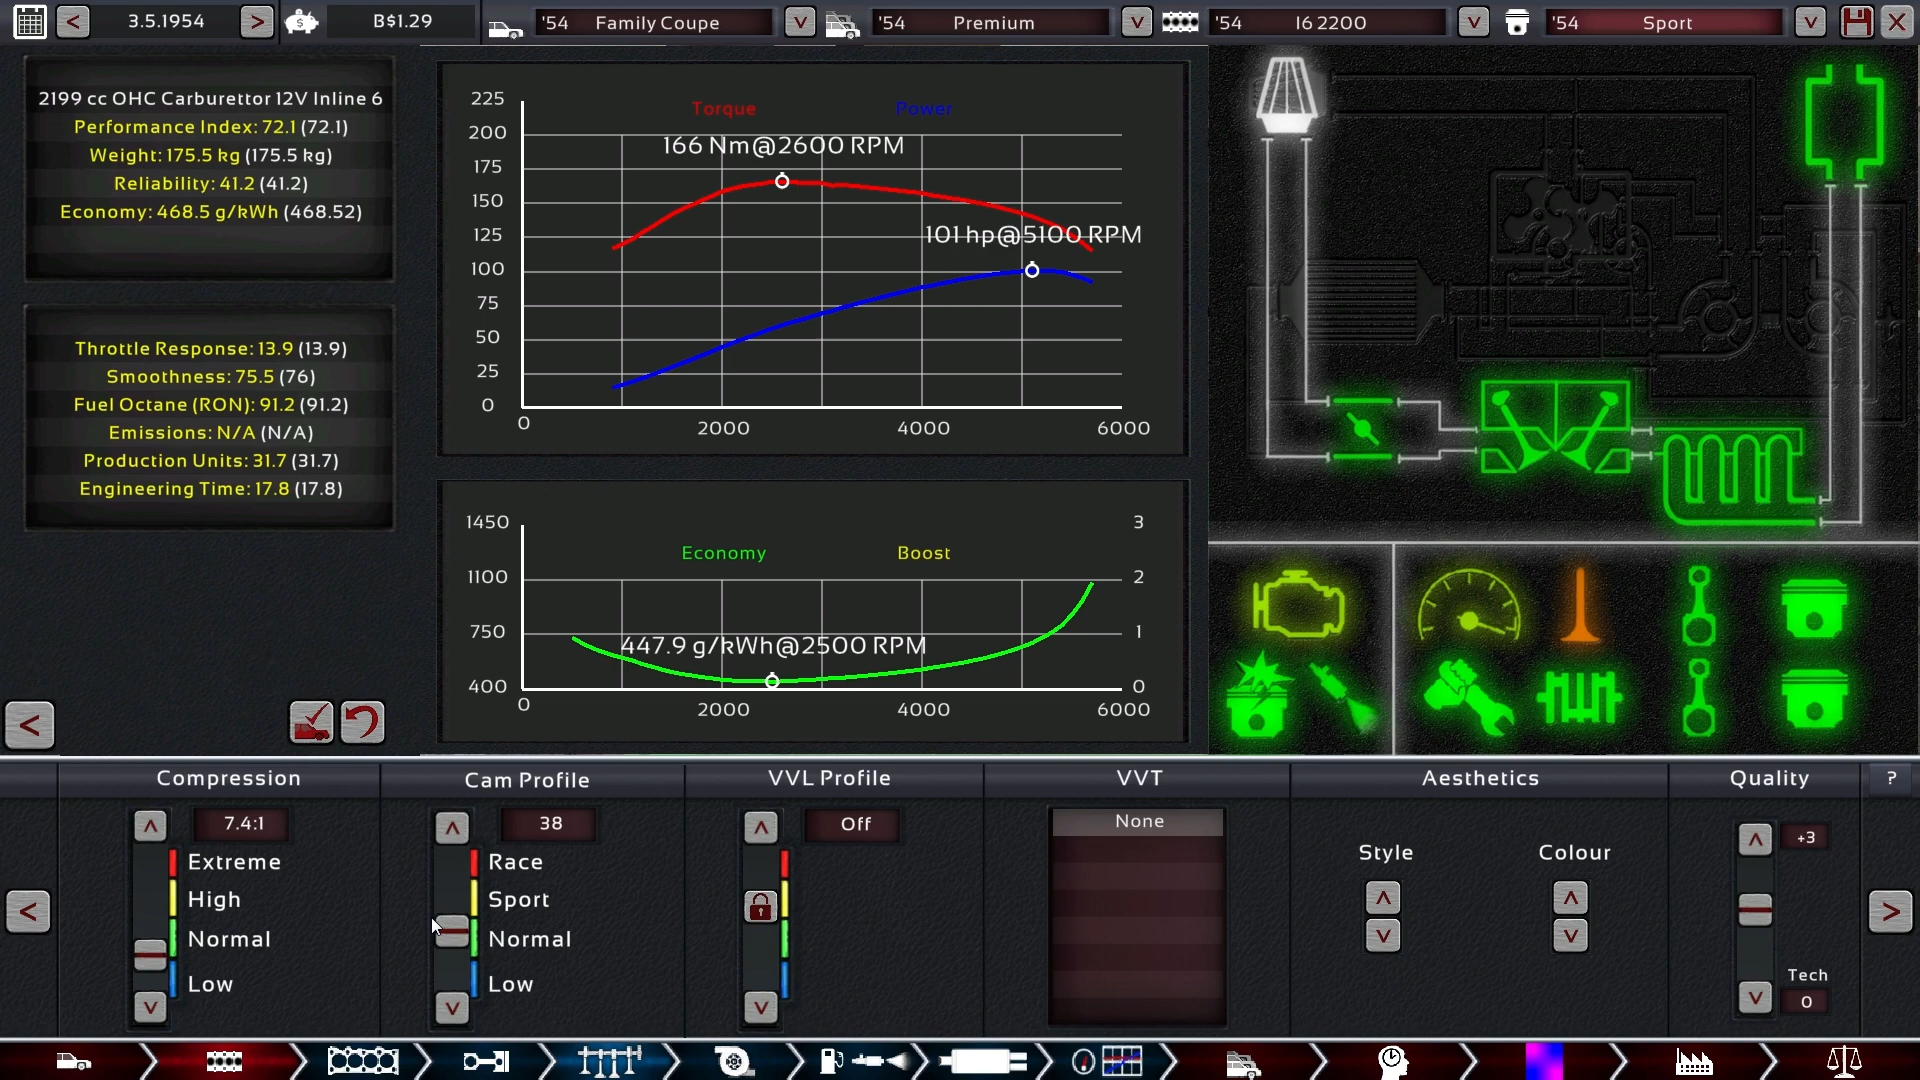 3.5.1954
B$1.29
'54 Family Coupe
'54 Premium
'54 I6 2200
'54 Sport
2199 cc OHC Carburettor 12V Inline 6
Performance Index: 72.1 (72.1)
Weight: 175.5 kg (175.5 kg)
Reliability: 41.2 (41.2)
Economy: 468.5 g/kWh (468.52)
Throttle Response: 13.9 (13.9)
Smoothness: 75.5 (76)
Fuel Octane (RON): 91.2 (91.2)
Emissions: N/A (N/A)
Production Units: 31.7 (31.7)
Engineering Time: 17.8 (17.8)
Torque
Power
166 Nm@2600 RPM
101 hp@5100 RPM
225
200
175
150
125
100
75
50
25
0
0
2000
4000
6000
Economy
Boost
447.9 g/kWh@2500 RPM
1450
1100
750
400
3
2
1
0
0
2000
4000
6000
Compression
7.4:1
Extreme
High
Normal
Low
Cam Profile
38
Race
Sport
Normal
Low
VVL Profile
Off
VVT
None
Aesthetics
Style
Colour
Quality
?
+3
Tech
0